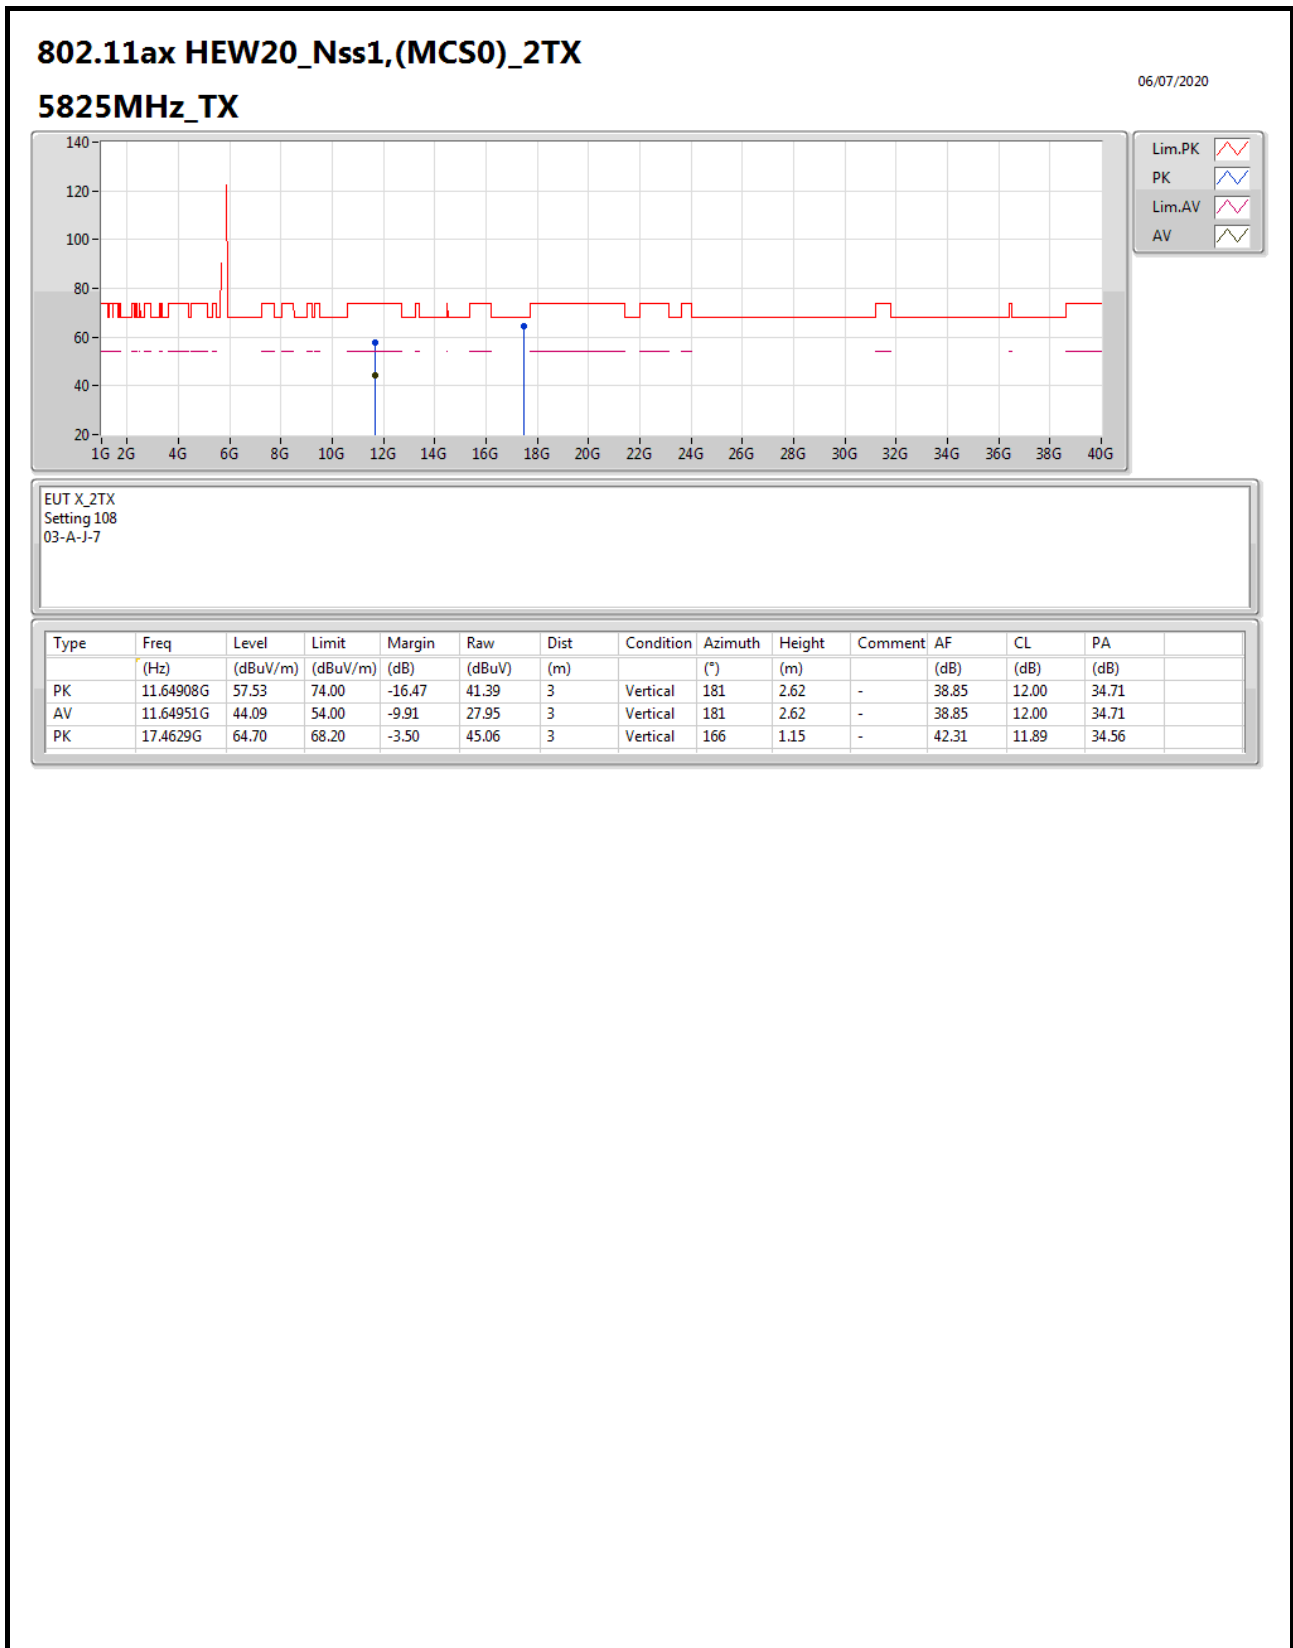 802.11ax HEW20_Nss1,(MCS0)_2TX
06/07/2020
5825MHz_TX
140
120
100
80
60
40
20
1G 2G 4G 6G 8G 10G 12G 14G 16G 18G 20G 22G 24G 26G 28G 30G 32G 34G 36G 38G 40G
Lim.PK
PK
Lim.AV
AV
EUT X_2TX
Setting 108
03-A-J-7
Type Freq Level Limit Margin Raw Dist Condition Azimuth Height Comment AF CL PA
(Hz) (dBuV/m) (dBuV/m) (dB) (dBuV) (m) (°) (m) (dB) (dB) (dB)
PK 11.64908G 57.53 74.00 -16.47 41.39 3 Vertical 181 2.62 - 38.85 12.00 34.71
AV 11.64951G 44.09 54.00 -9.91 27.95 3 Vertical 181 2.62 - 38.85 12.00 34.71
PK 17.4629G 64.70 68.20 -3.50 45.06 3 Vertical 166 1.15 - 42.31 11.89 34.56